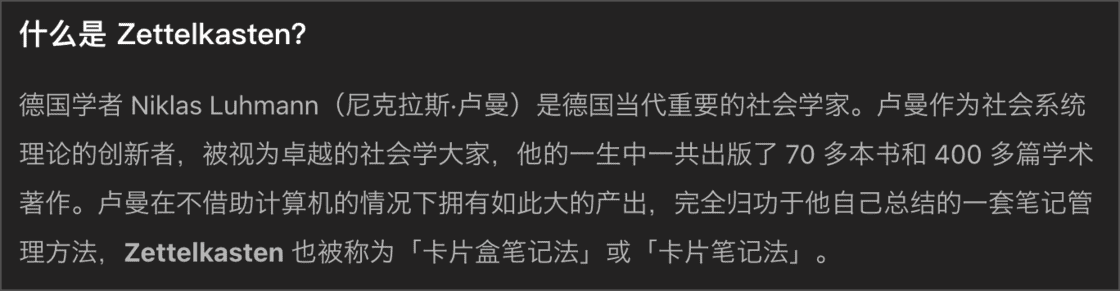 什么是 Zettelkasten?
德国学者 Niklas Luhmann（尼克拉斯·卢曼）是德国当代重要的社会学家。卢曼作为社会系统
理论的创新者，被视为卓越的社会学大家，他的一生中一共出版了 70 多本书和 400 多篇学术
著作。卢曼在不借助计算机的情况下拥有如此大的产出，完全归功于他自己总结的一套笔记管
理方法，Zettelkasten 也被称为「卡片盒笔记法」或「卡片笔记法」。